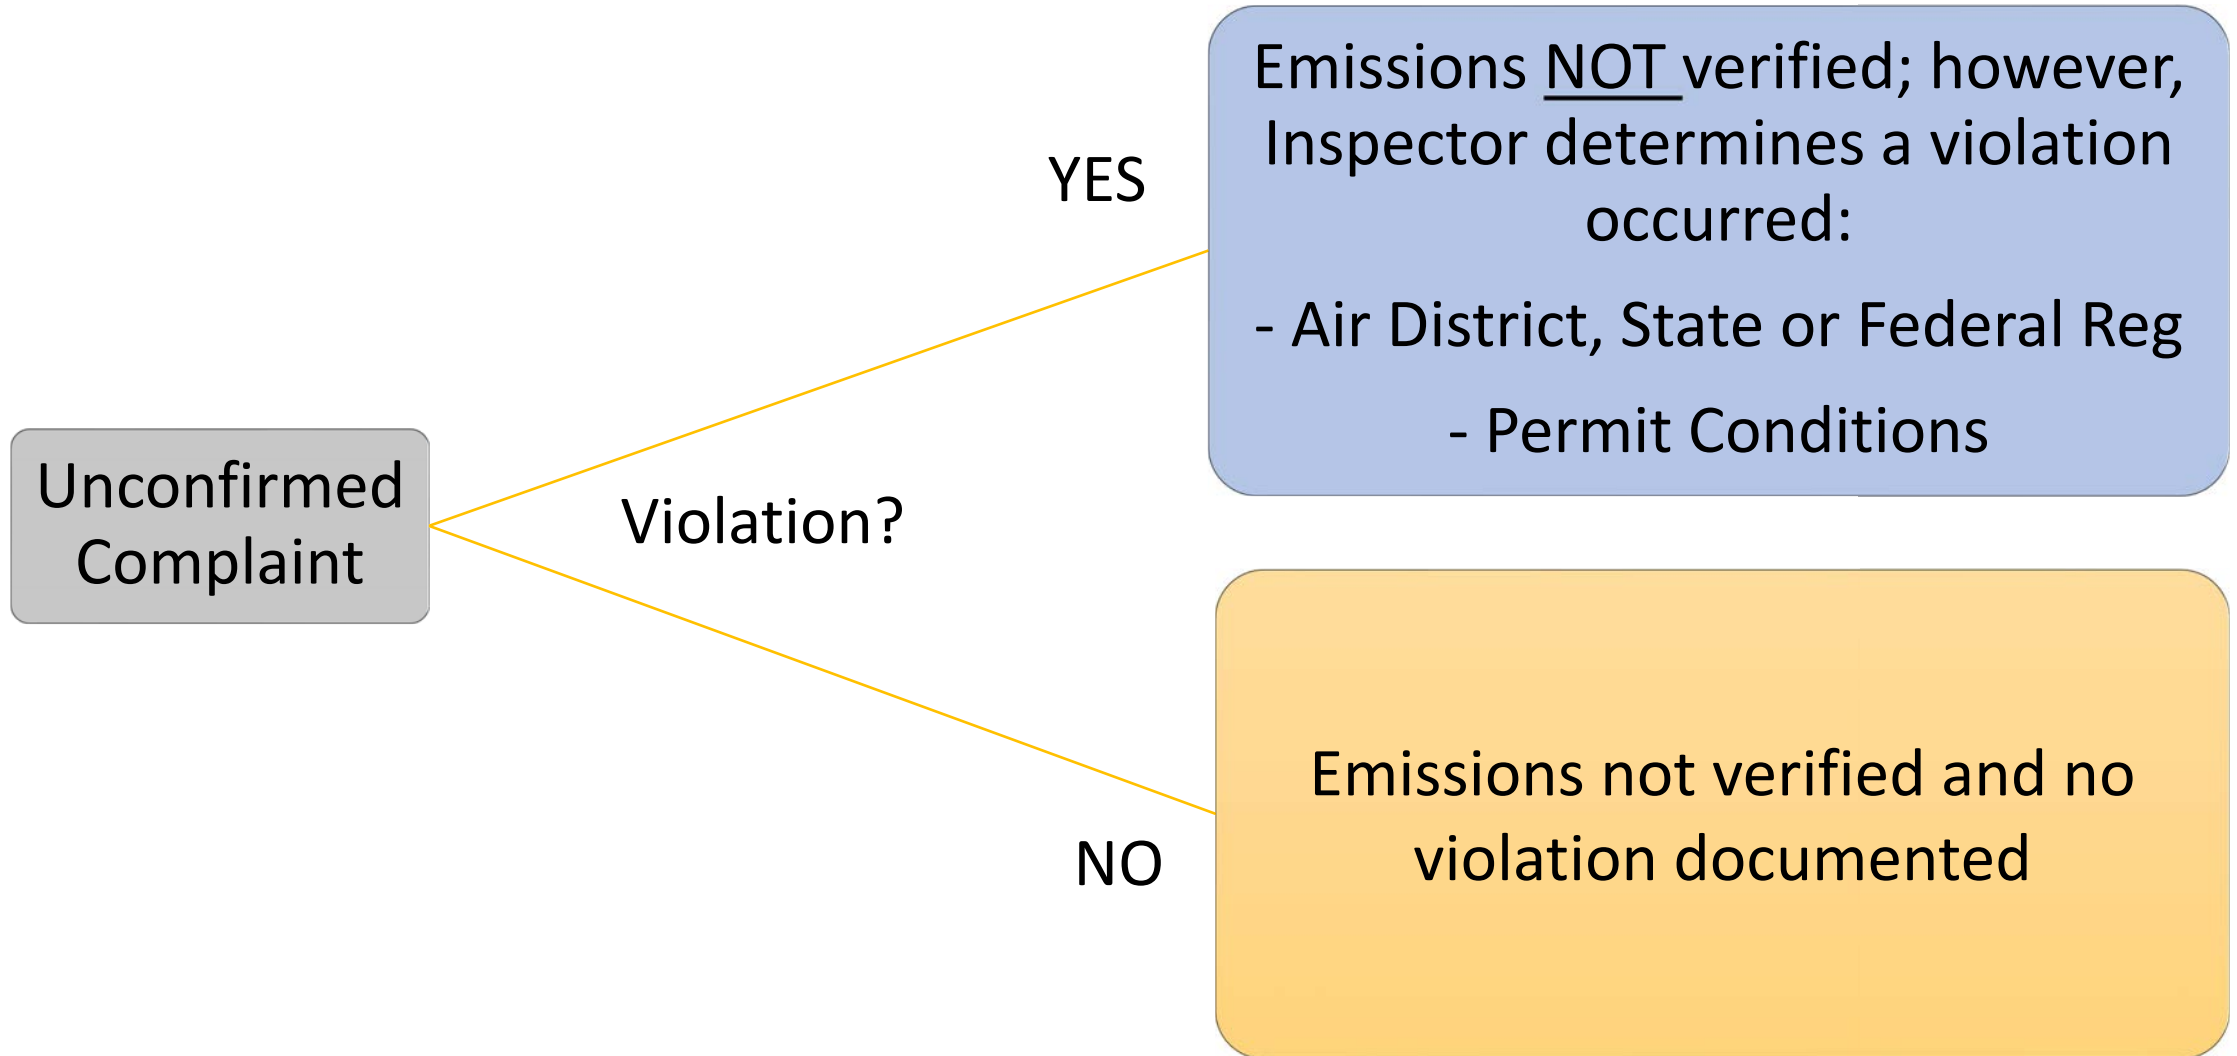 Unconfirmed
Complaint
Violation?
YES
Emissions NOT verified; however,
Inspector determines a violation
occurred:
- Air District, State or Federal Reg
- Permit Conditions
NO
Emissions not verified and no
violation documented